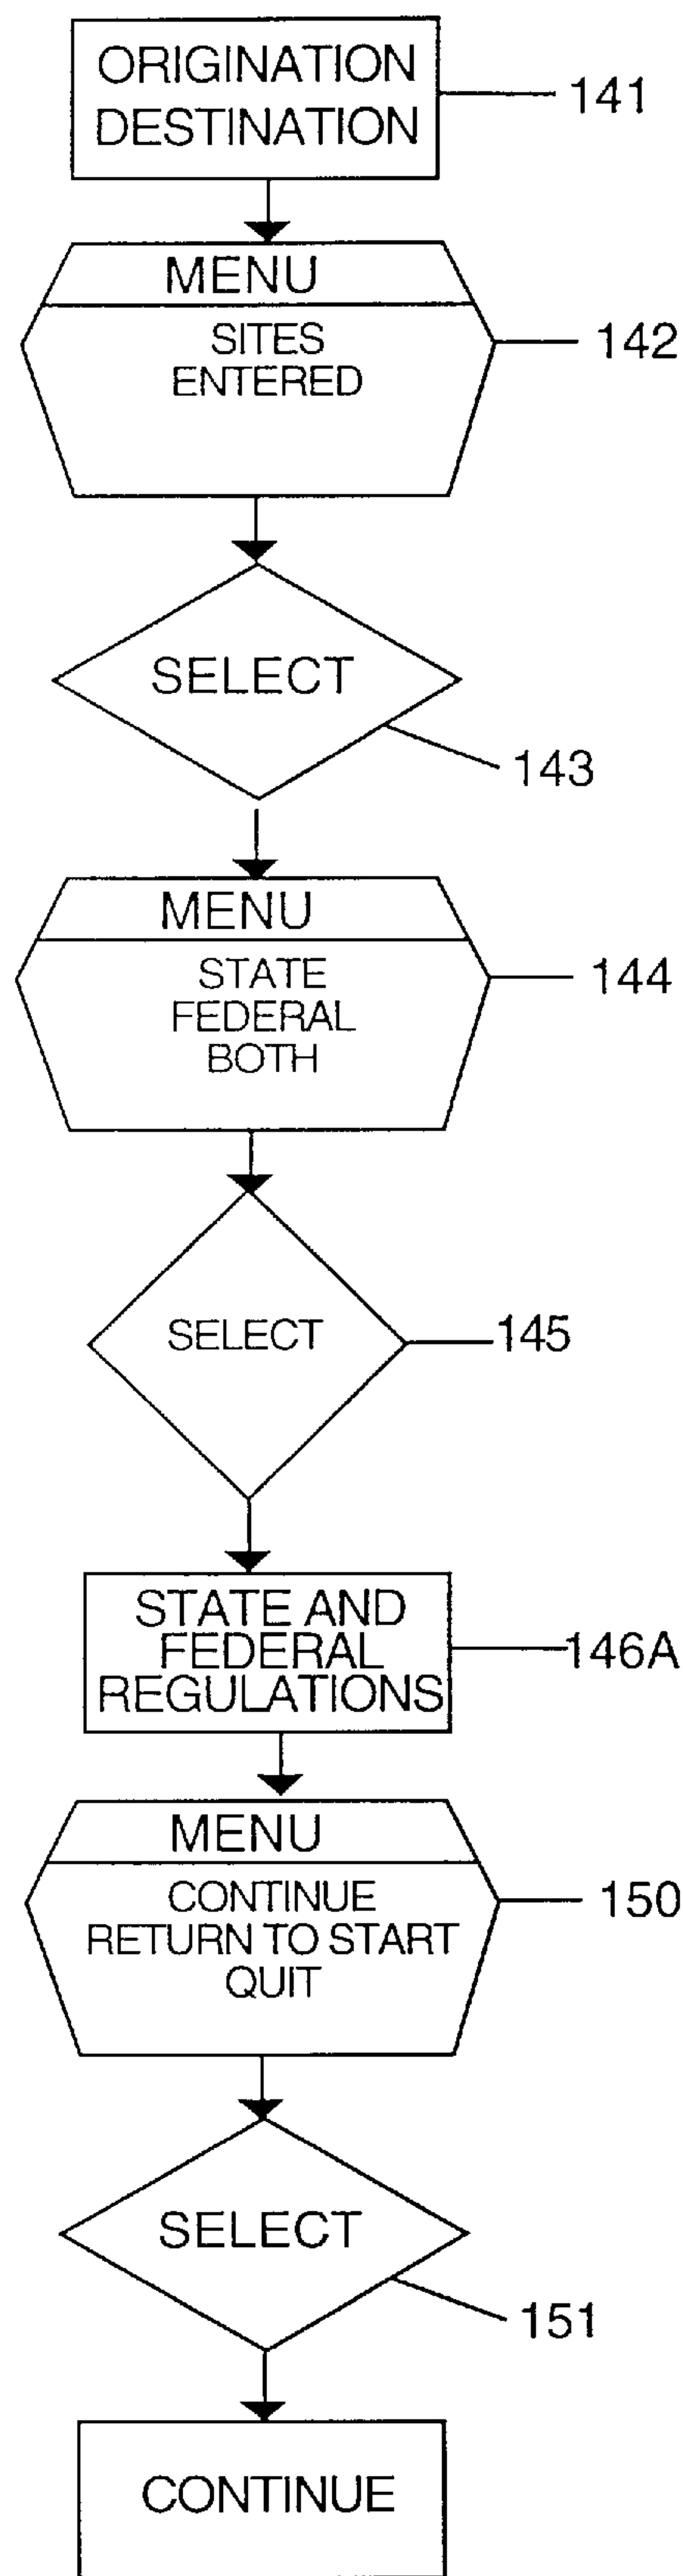 ORIGINATION
DESTINATION
141
MENU
SITES
ENTERED
142
SELECT
143
MENU
STATE
FEDERAL
BOTH
144
SELECT
145
STATE AND
FEDERAL
REGULATIONS
146A
MENU
CONTINUE
RETURN TO START
QUIT
150
SELECT
151
CONTINUE